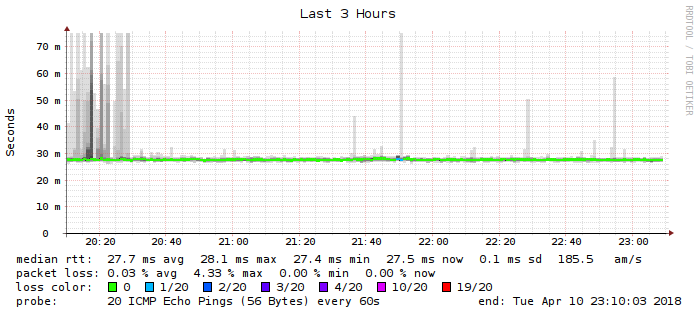 Last 3 Hours
RRDTOOL / TOBI OETIKER
Seconds
70 m
60 m
50 m
40 m
30 m
20 m
10 m
0
20:20 20:40 21:00 21:20 21:40 22:00 22:20 22:40 23:00
median rtt: 27.7 ms avg 28.1 ms max 27.4 ms min 27.5 ms now 0.1 ms sd 185.5 am/s
packet loss: 0.03 % avg 4.33 % max 0.00 % min 0.00 % now
loss color: 0 1/20 2/20 3/20 4/20 10/20 19/20
probe: 20 ICMP Echo Pings (56 Bytes) every 60s end: Tue Apr 10 23:10:03 2018